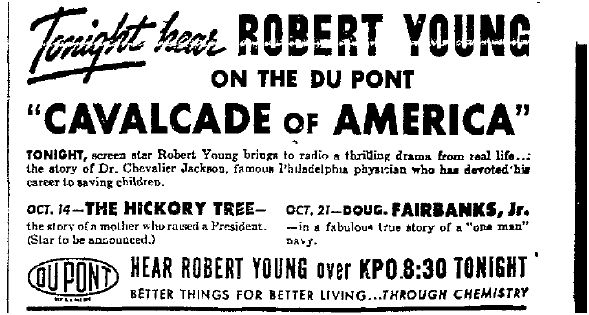 Tonight hear ROBERT YOUNG
ON THE DU PONT
"CAVALCADE OF AMERICA"
TONIGHT, screen star Robert Young brings to radio a thrilling drama from real life...:
the story of Dr. Chevalier Jackson, famous Philadelphia physician who has devoted his
career to saving children.
OCT. 14—THE HICKORY TREE—
the story of a mother who raised a President.
(Star to be announced.)
OCT. 21—DOUG. FAIRBANKS, Jr.
—in a fabulous true story of a "one man"
navy.
DU PONT
HEAR ROBERT YOUNG over KPO. 8:30 TONIGHT
BETTER THINGS FOR BETTER LIVING...THROUGH CHEMISTRY